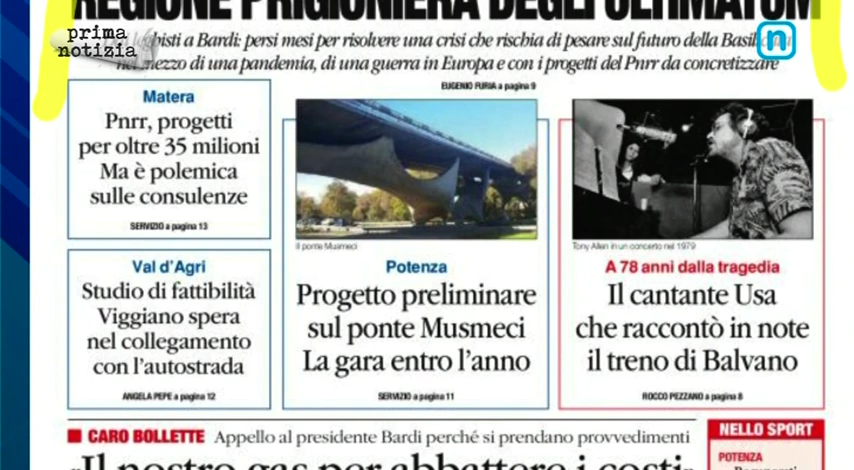 REGIONE PRIGIONIERA DEGLI ULTIMATUM
prima
notizia
n
a Bardi: persi mesi per risolvere una crisi che rischia di pesare sul futuro della
nel mezzo di una pandemia, di una guerra in Europa e con i progetti del Pnrr da concretizzare
EUGENIO FURIA a pagina 9
Matera
Pnrr, progetti
per oltre 35 milioni
Ma è polemica
sulle consulenze
SERVIZIO a pagina 13
Val d'Agri
Studio di fattibilità
Viggiano spera
nel collegamento
con l'autostrada
ANGELA PEPE a pagina 12
Il ponte Musmeci
Potenza
Progetto preliminare
sul ponte Musmeci
La gara entro l'anno
SERVIZIO a pagina 11
Tony Allen in un concerto nel 1979
A 78 anni dalla tragedia
Il cantante Usa
che raccontò in note
il treno di Balvano
ROCCO PEZZANO a pagina 8
CARO BOLLETTE Appello al presidente Bardi perché si prendano provvedimenti
«Il nostro gas per abbattere i costi»
NELLO SPORT
POTENZA